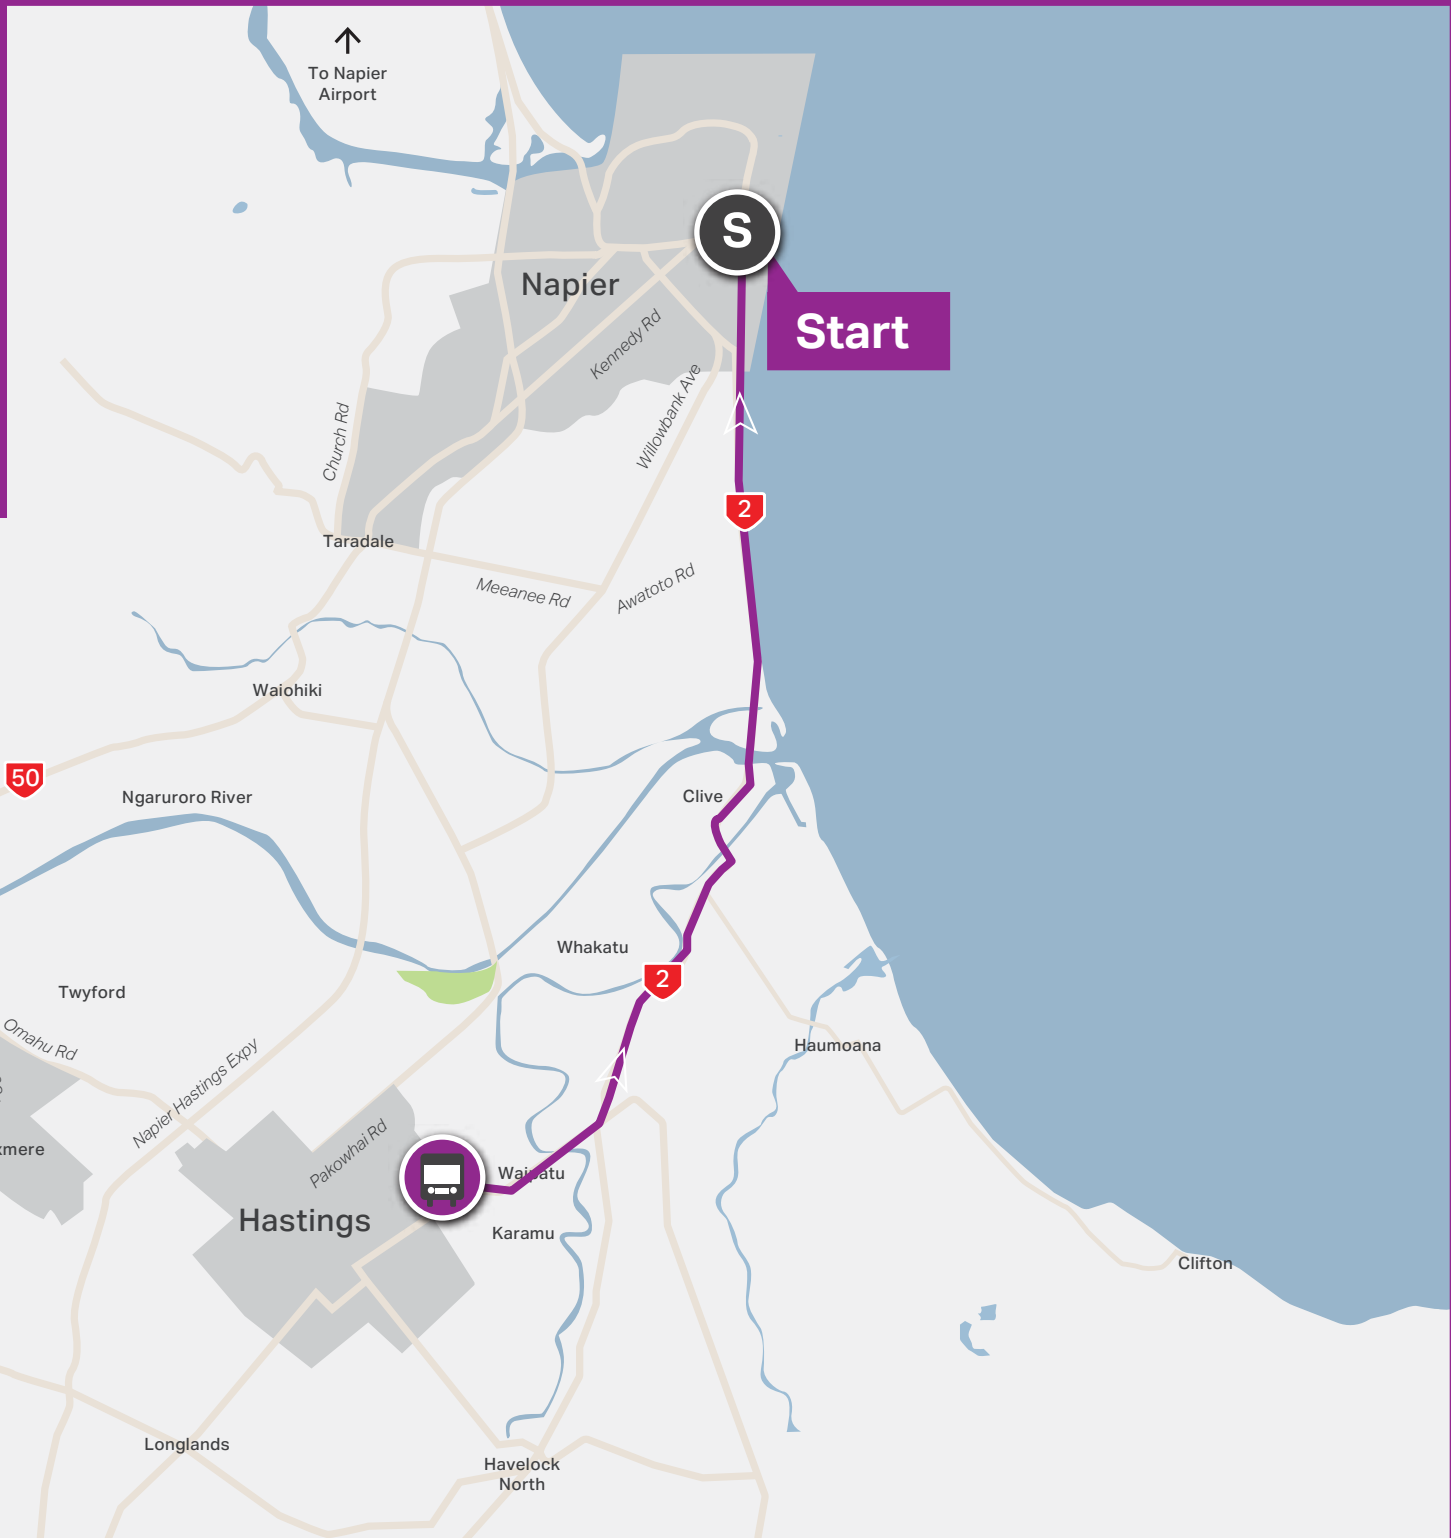 To Napier
Airport
S
Start
Napier
Kennedy Rd
Willowbank Ave
Church Rd
2
Taradale
Meeanee Rd
Awatoto Rd
Waiohiki
50
Ngaruroro River
Clive
Whakatu
2
Twyford
Omahu Rd
Napier Hastings Expy
Haumoana
Pakowhai Rd
mere
Waipatu
Hastings
Karamu
Clifton
Longlands
Havelock
North